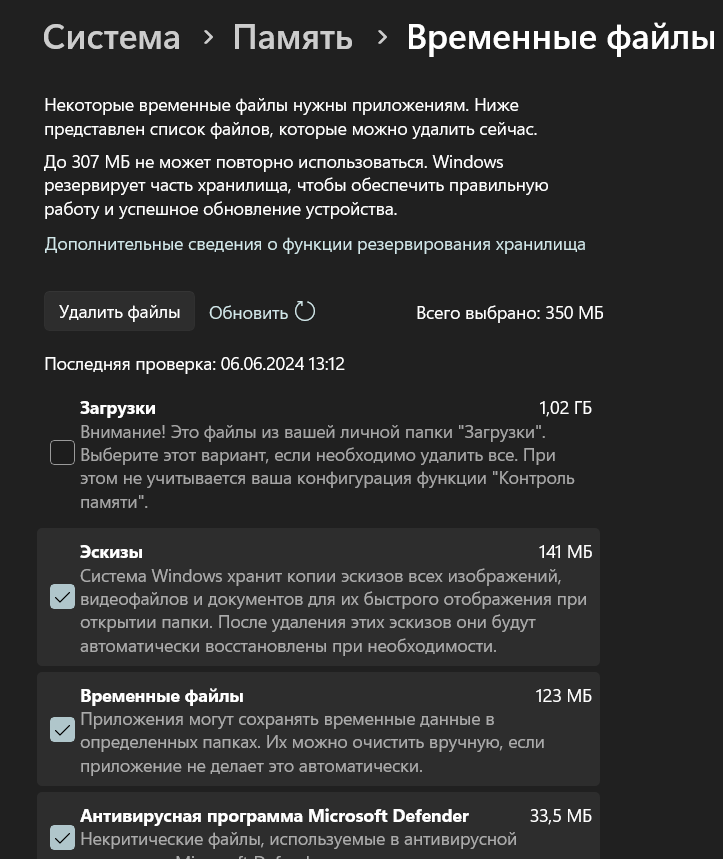 Система > Память > Временные файлы
Некоторые временные файлы нужны приложениям. Ниже
представлен список файлов, которые можно удалить сейчас.
До 307 МБ не может повторно использоваться. Windows
резервирует часть хранилища, чтобы обеспечить правильную
работу и успешное обновление устройства.
Дополнительные сведения о функции резервирования хранилища
Удалить файлы Обновить Всего выбрано: 350 МБ
Последняя проверка: 06.06.2024 13:12
Загрузки 1,02 ГБ
Внимание! Это файлы из вашей личной папки "Загрузки".
Выберите этот вариант, если необходимо удалить все. При
этом не учитывается ваша конфигурация функции "Контроль
памяти".
Эскизы 141 МБ
Система Windows хранит копии эскизов всех изображений,
видеофайлов и документов для их быстрого отображения при
открытии папки. После удаления этих эскизов они будут
автоматически восстановлены при необходимости.
Временные файлы 123 МБ
Приложения могут сохранять временные данные в
определенных папках. Их можно очистить вручную, если
приложение не делает это автоматически.
Антивирусная программа Microsoft Defender 33,5 МБ
Некритические файлы, используемые в антивирусной
Microsoft Defender